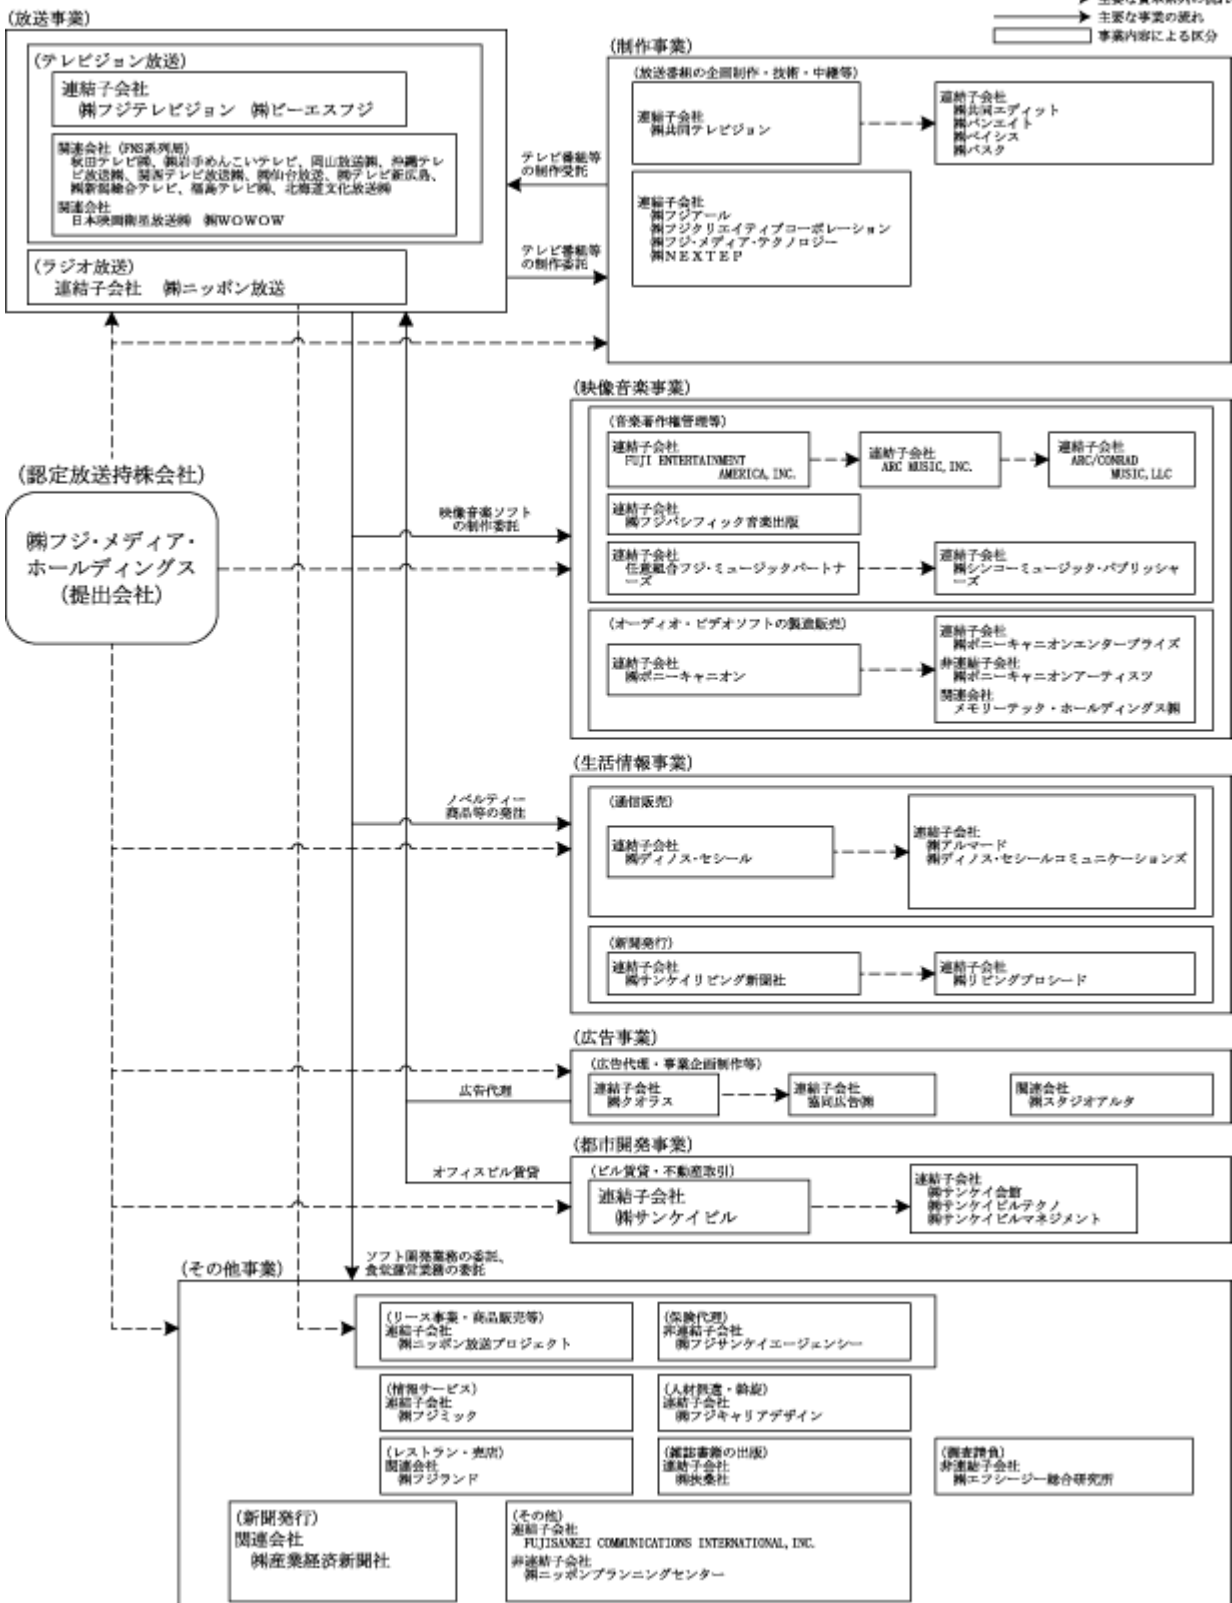 主要な事業の流れ
事業内容による区分
(放送事業)
(テレビジョン放送)
連結子会社
㈱フジテレビジョン ㈱ビーエスフジ
関連会社 (FNS系列局)
秋田テレビ㈱、㈱岩手めんこいテレビ、岡山放送㈱、沖縄テレ
ビ放送㈱、関西テレビ放送㈱、㈱仙台放送、㈱テレビ新広島、
㈱新潟総合テレビ、福島テレビ㈱、北海道文化放送㈱
関連会社
日本映画衛星放送㈱ ㈱WOWOW
(ラジオ放送)
連結子会社 ㈱ニッポン放送
テレビ番組等
の制作受託
テレビ番組等
の制作委託
(制作事業)
(放送番組の企画制作・技術・中継等)
連結子会社
㈱共同テレビジョン
連結子会社
㈱共同エディット
㈱バンエイト
㈱ベイシス
㈱バスク
連結子会社
㈱フジアール
㈱フジクリエイティブコーポレーション
㈱フジ・メディア・テクノロジー
㈱NEXTEP
(認定放送持株会社)
㈱フジ・メディア・
ホールディングス
(提出会社)
映像音楽ソフト
の制作委託
(映像音楽事業)
(音楽著作権管理等)
連結子会社
FUJI ENTERTAINMENT
AMERICA, INC.
連結子会社
ARC MUSIC, INC.
連結子会社
ARC/CONRAD
MUSIC, LLC
連結子会社
㈱フジパシフィック音楽出版
連結子会社
任意組合フジ・ミュージックパートナ
ーズ
連結子会社
㈱シンコーミュージック・パブリッシャ
ーズ
(オーディオ・ビデオソフトの製造販売)
連結子会社
㈱ポニーキャニオン
連結子会社
㈱ポニーキャニオンエンタープライズ
非連結子会社
㈱ポニーキャニオンアーティスツ
関連会社
メモリーテック・ホールディングス㈱
ノベルティー
商品等の発注
(生活情報事業)
(通信販売)
連結子会社
㈱ディノス・セシール
連結子会社
㈱アルマード
㈱ディノス・セシールコミュニケーションズ
(新聞発行)
連結子会社
㈱サンケイリビング新聞社
連結子会社
㈱リビングプロシード
広告代理
(広告事業)
(広告代理・事業企画制作等)
連結子会社
㈱クオラス
連結子会社
協同広告㈱
関連会社
㈱スタジオアルタ
オフィスビル賃貸
(都市開発事業)
(ビル賃貸・不動産取引)
連結子会社
㈱サンケイビル
連結子会社
㈱サンケイ会館
㈱サンケイビルテクノ
㈱サンケイビルマネジメント
ソフト開発業務の委託、
食堂運営業務の委託
(その他事業)
(リース事業・商品販売等)
連結子会社
㈱ニッポン放送プロジェクト
(保険代理)
非連結子会社
㈱フジサンケイエージェンシー
(情報サービス)
連結子会社
㈱フジミック
(人材派遣・斡旋)
連結子会社
㈱フジキャリアデザイン
(レストラン・売店)
関連会社
㈱フジランド
(雑誌書籍の出版)
連結子会社
㈱扶桑社
(調査請負)
非連結子会社
㈱エフシージー総合研究所
(新聞発行)
関連会社
㈱産業経済新聞社
(その他)
連結子会社
FUJISANKEI COMMUNICATIONS INTERNATIONAL, INC.
非連結子会社
㈱ニッポンプランニングセンター